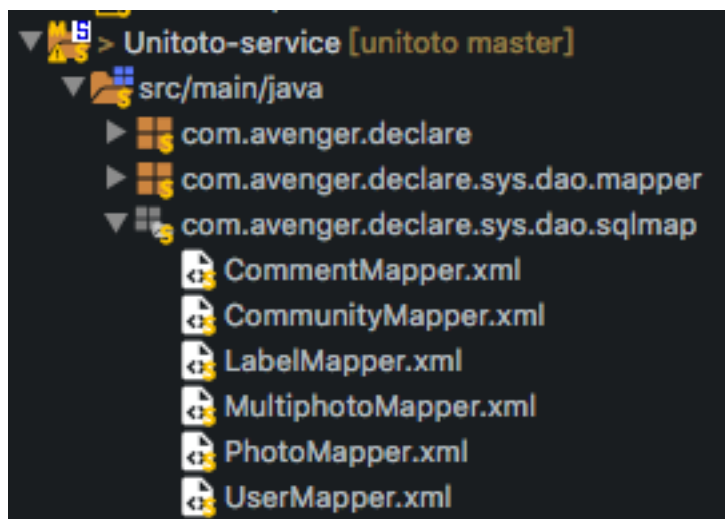 > Unitoto-service [unitoto master]
src/main/java
com.avenger.declare
com.avenger.declare.sys.dao.mapper
com.avenger.declare.sys.dao.sqlmap
CommentMapper.xml
CommunityMapper.xml
LabelMapper.xml
MultiphotoMapper.xml
PhotoMapper.xml
UserMapper.xml